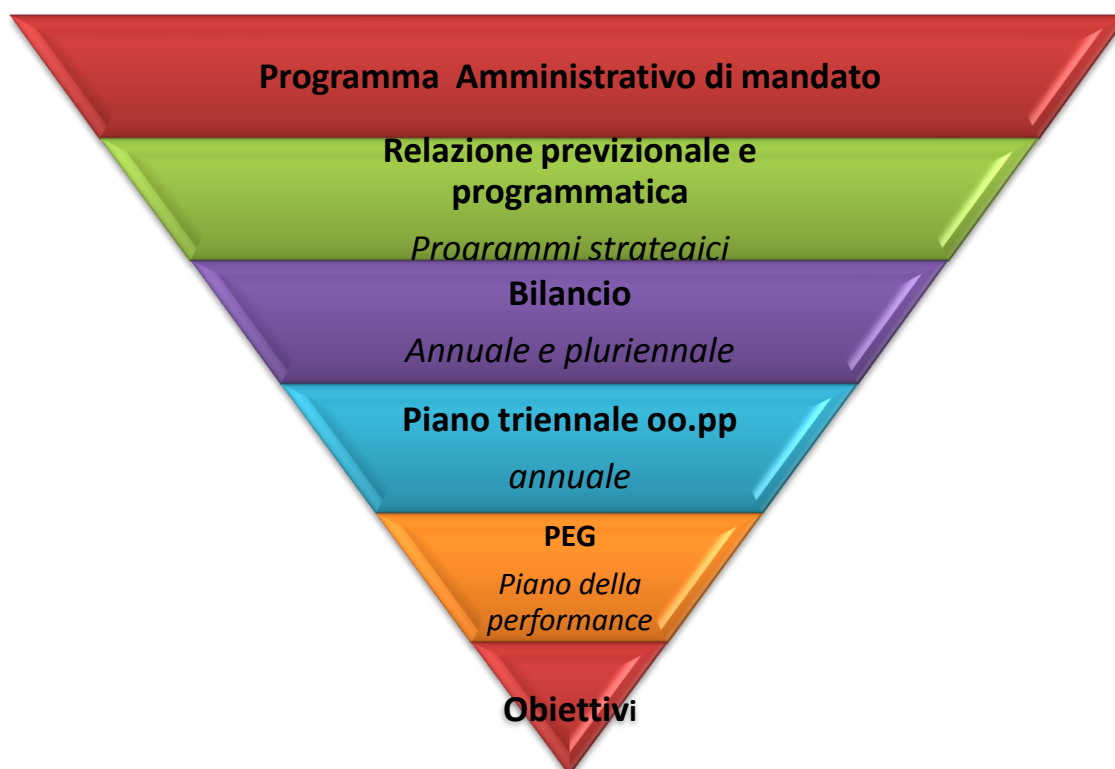 Programma  Amministrativo di mandato
Relazione previzionale e
programmatica
Programmi strategici
Bilancio
Annuale e pluriennale
Piano triennale oo.pp
annuale
PEG
Piano della
performance
Obiettivi